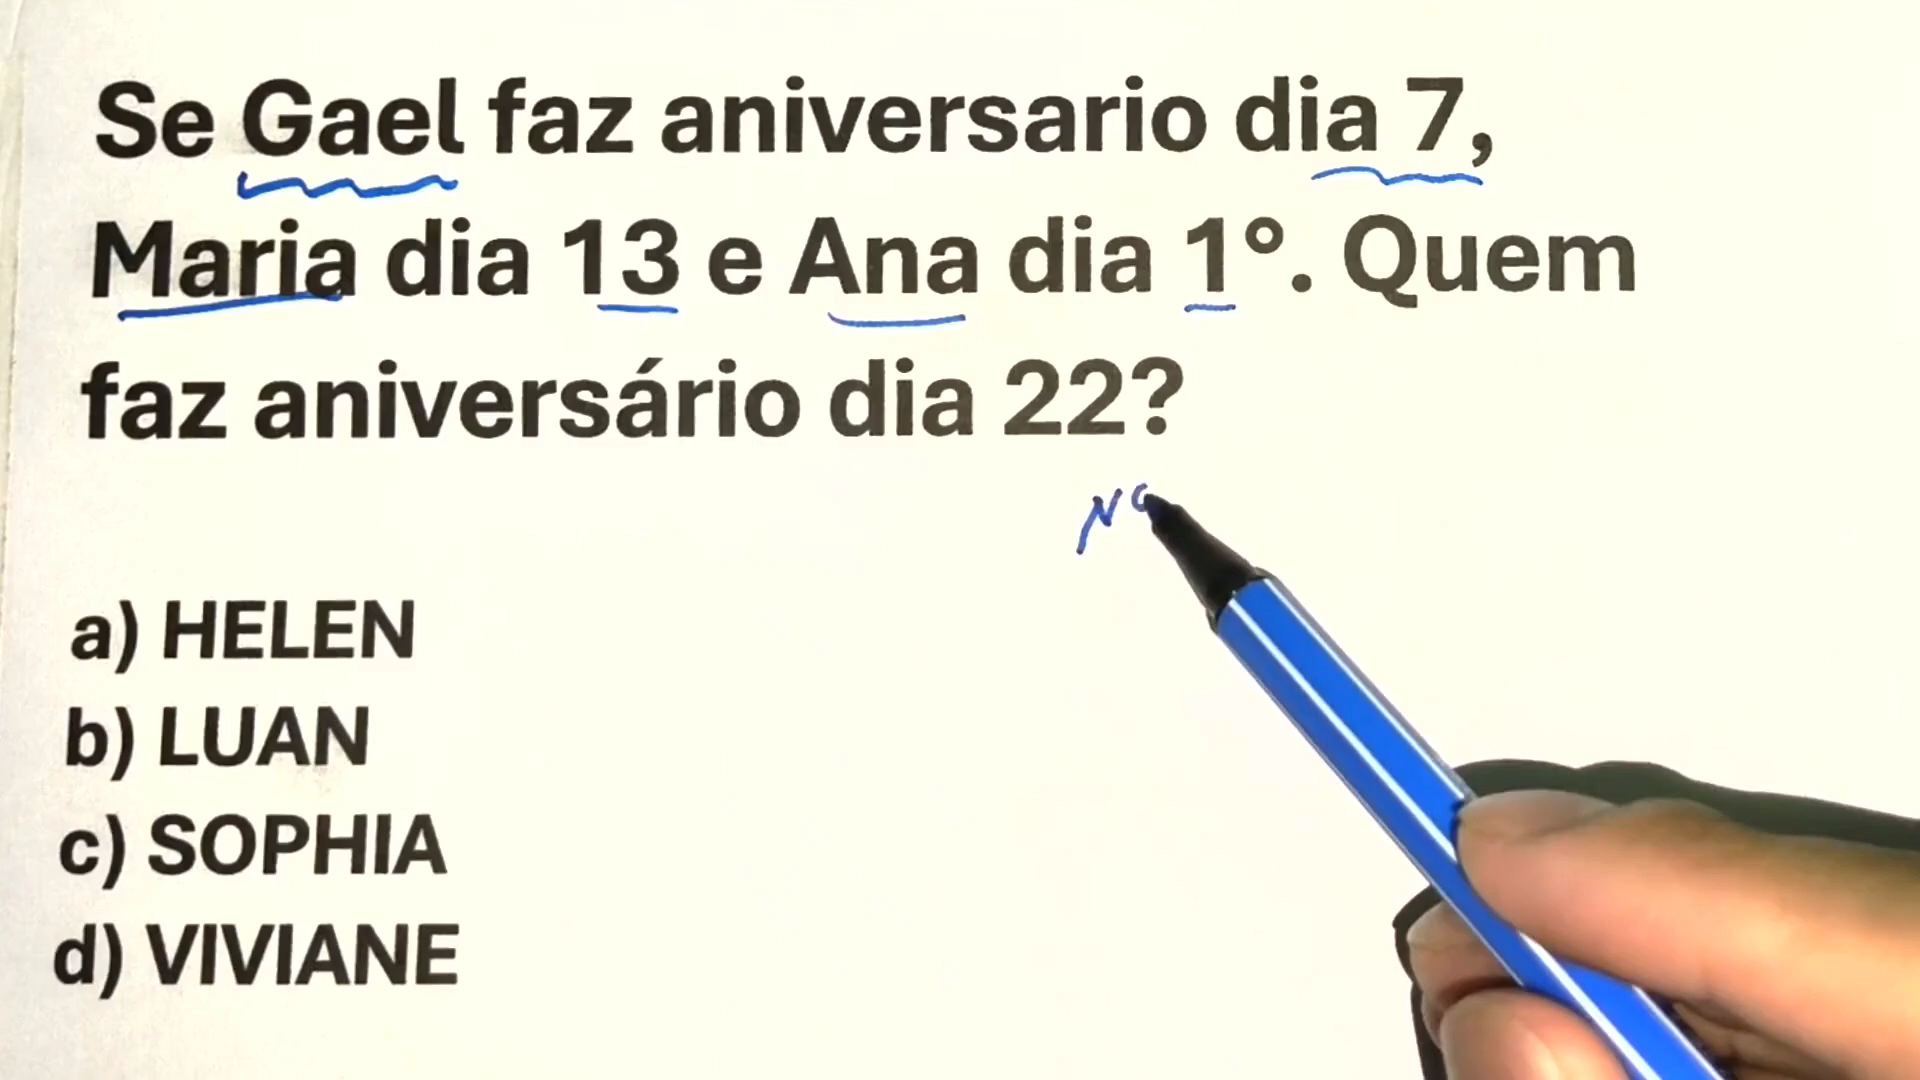 Se Gael faz aniversario dia 7,
Maria dia 13 e Ana dia 1°. Quem
faz aniversário dia 22?
a) HELEN
b) LUAN
c) SOPHIA
d) VIVIANE